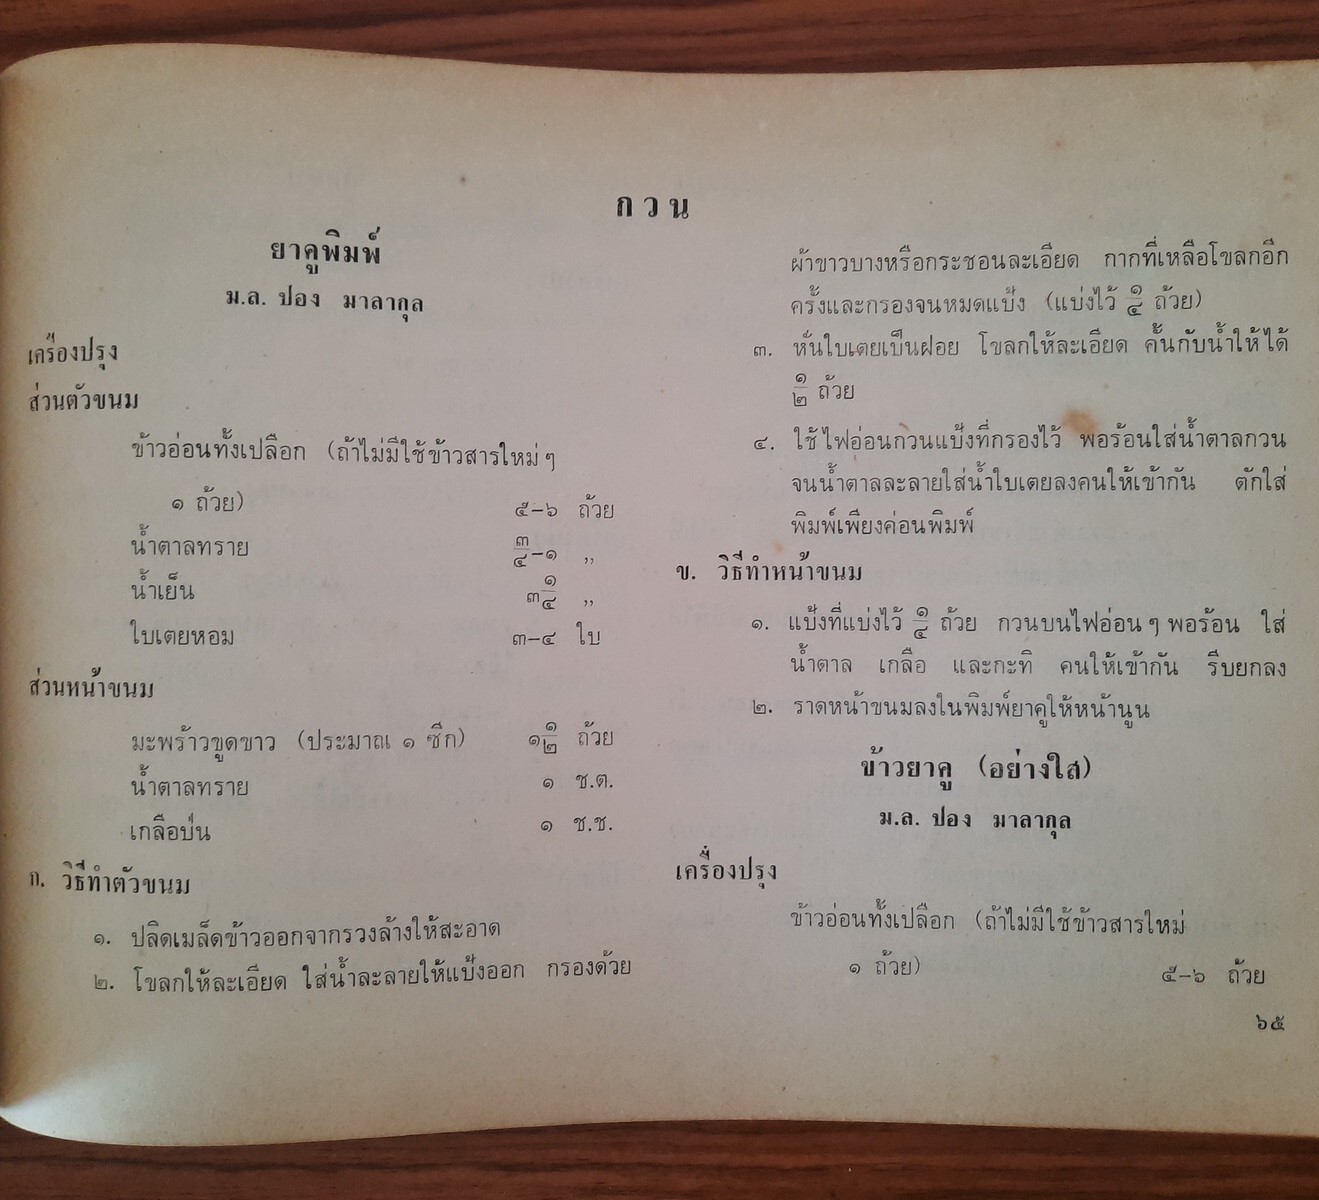 กวน
ยาคูพิมพ์
ม.ล. ปอง มาลากุล
เครื่องปรุง
ส่วนตัวขนม
ข้าวอ่อนทั้งเปลือก (ถ้าไม่มีใช้ข้าวสารใหม่ๆ
๑ ถ้วย) ๕–๖ ถ้วย
น้ำตาลทราย ๓/๔–๑ ,,
น้ำเย็น ๓ ๑/๔ ,,
ใบเตยหอม ๓–๔ ใบ
ส่วนหน้าขนม
มะพร้าวขูดขาว (ประมาณ ๑ ซีก) ๑ ๑/๒ ถ้วย
น้ำตาลทราย ๑ ช.ต.
เกลือป่น ๑ ช.ช.
ก. วิธีทำตัวขนม
๑. ปลิดเมล็ดข้าวออกจากรวงล้างให้สะอาด
๒. โขลกให้ละเอียด ใส่น้ำละลายให้แป้งออก กรองด้วย
ผ้าขาวบางหรือกระชอนละเอียด กากที่เหลือโขลกอีก
ครั้งและกรองจนหมดแป้ง (แบ่งไว้ ๑/๔ ถ้วย)
๓. หั่นใบเตยเป็นฝอย โขลกให้ละเอียด คั้นกับน้ำให้ได้
๑/๒ ถ้วย
๔. ใช้ไฟอ่อนกวนแป้งที่กรองไว้ พอร้อนใส่น้ำตาลกวน
จนน้ำตาลละลายใส่น้ำใบเตยลงคนให้เข้ากัน ตักใส่
พิมพ์เพียงค่อนพิมพ์
ข. วิธีทำหน้าขนม
๑. แป้งที่แบ่งไว้ ๑/๔ ถ้วย กวนบนไฟอ่อนๆ พอร้อน ใส่
น้ำตาล เกลือ และกะทิ คนให้เข้ากัน รีบยกลง
๒. ราดหน้าขนมลงในพิมพ์ยาคูให้หน้านูน
ข้าวยาคู (อย่างใส)
ม.ล. ปอง มาลากุล
เครื่องปรุง
ข้าวอ่อนทั้งเปลือก (ถ้าไม่มีใช้ข้าวสารใหม่
๑ ถ้วย) ๕–๖ ถ้วย
๖๕